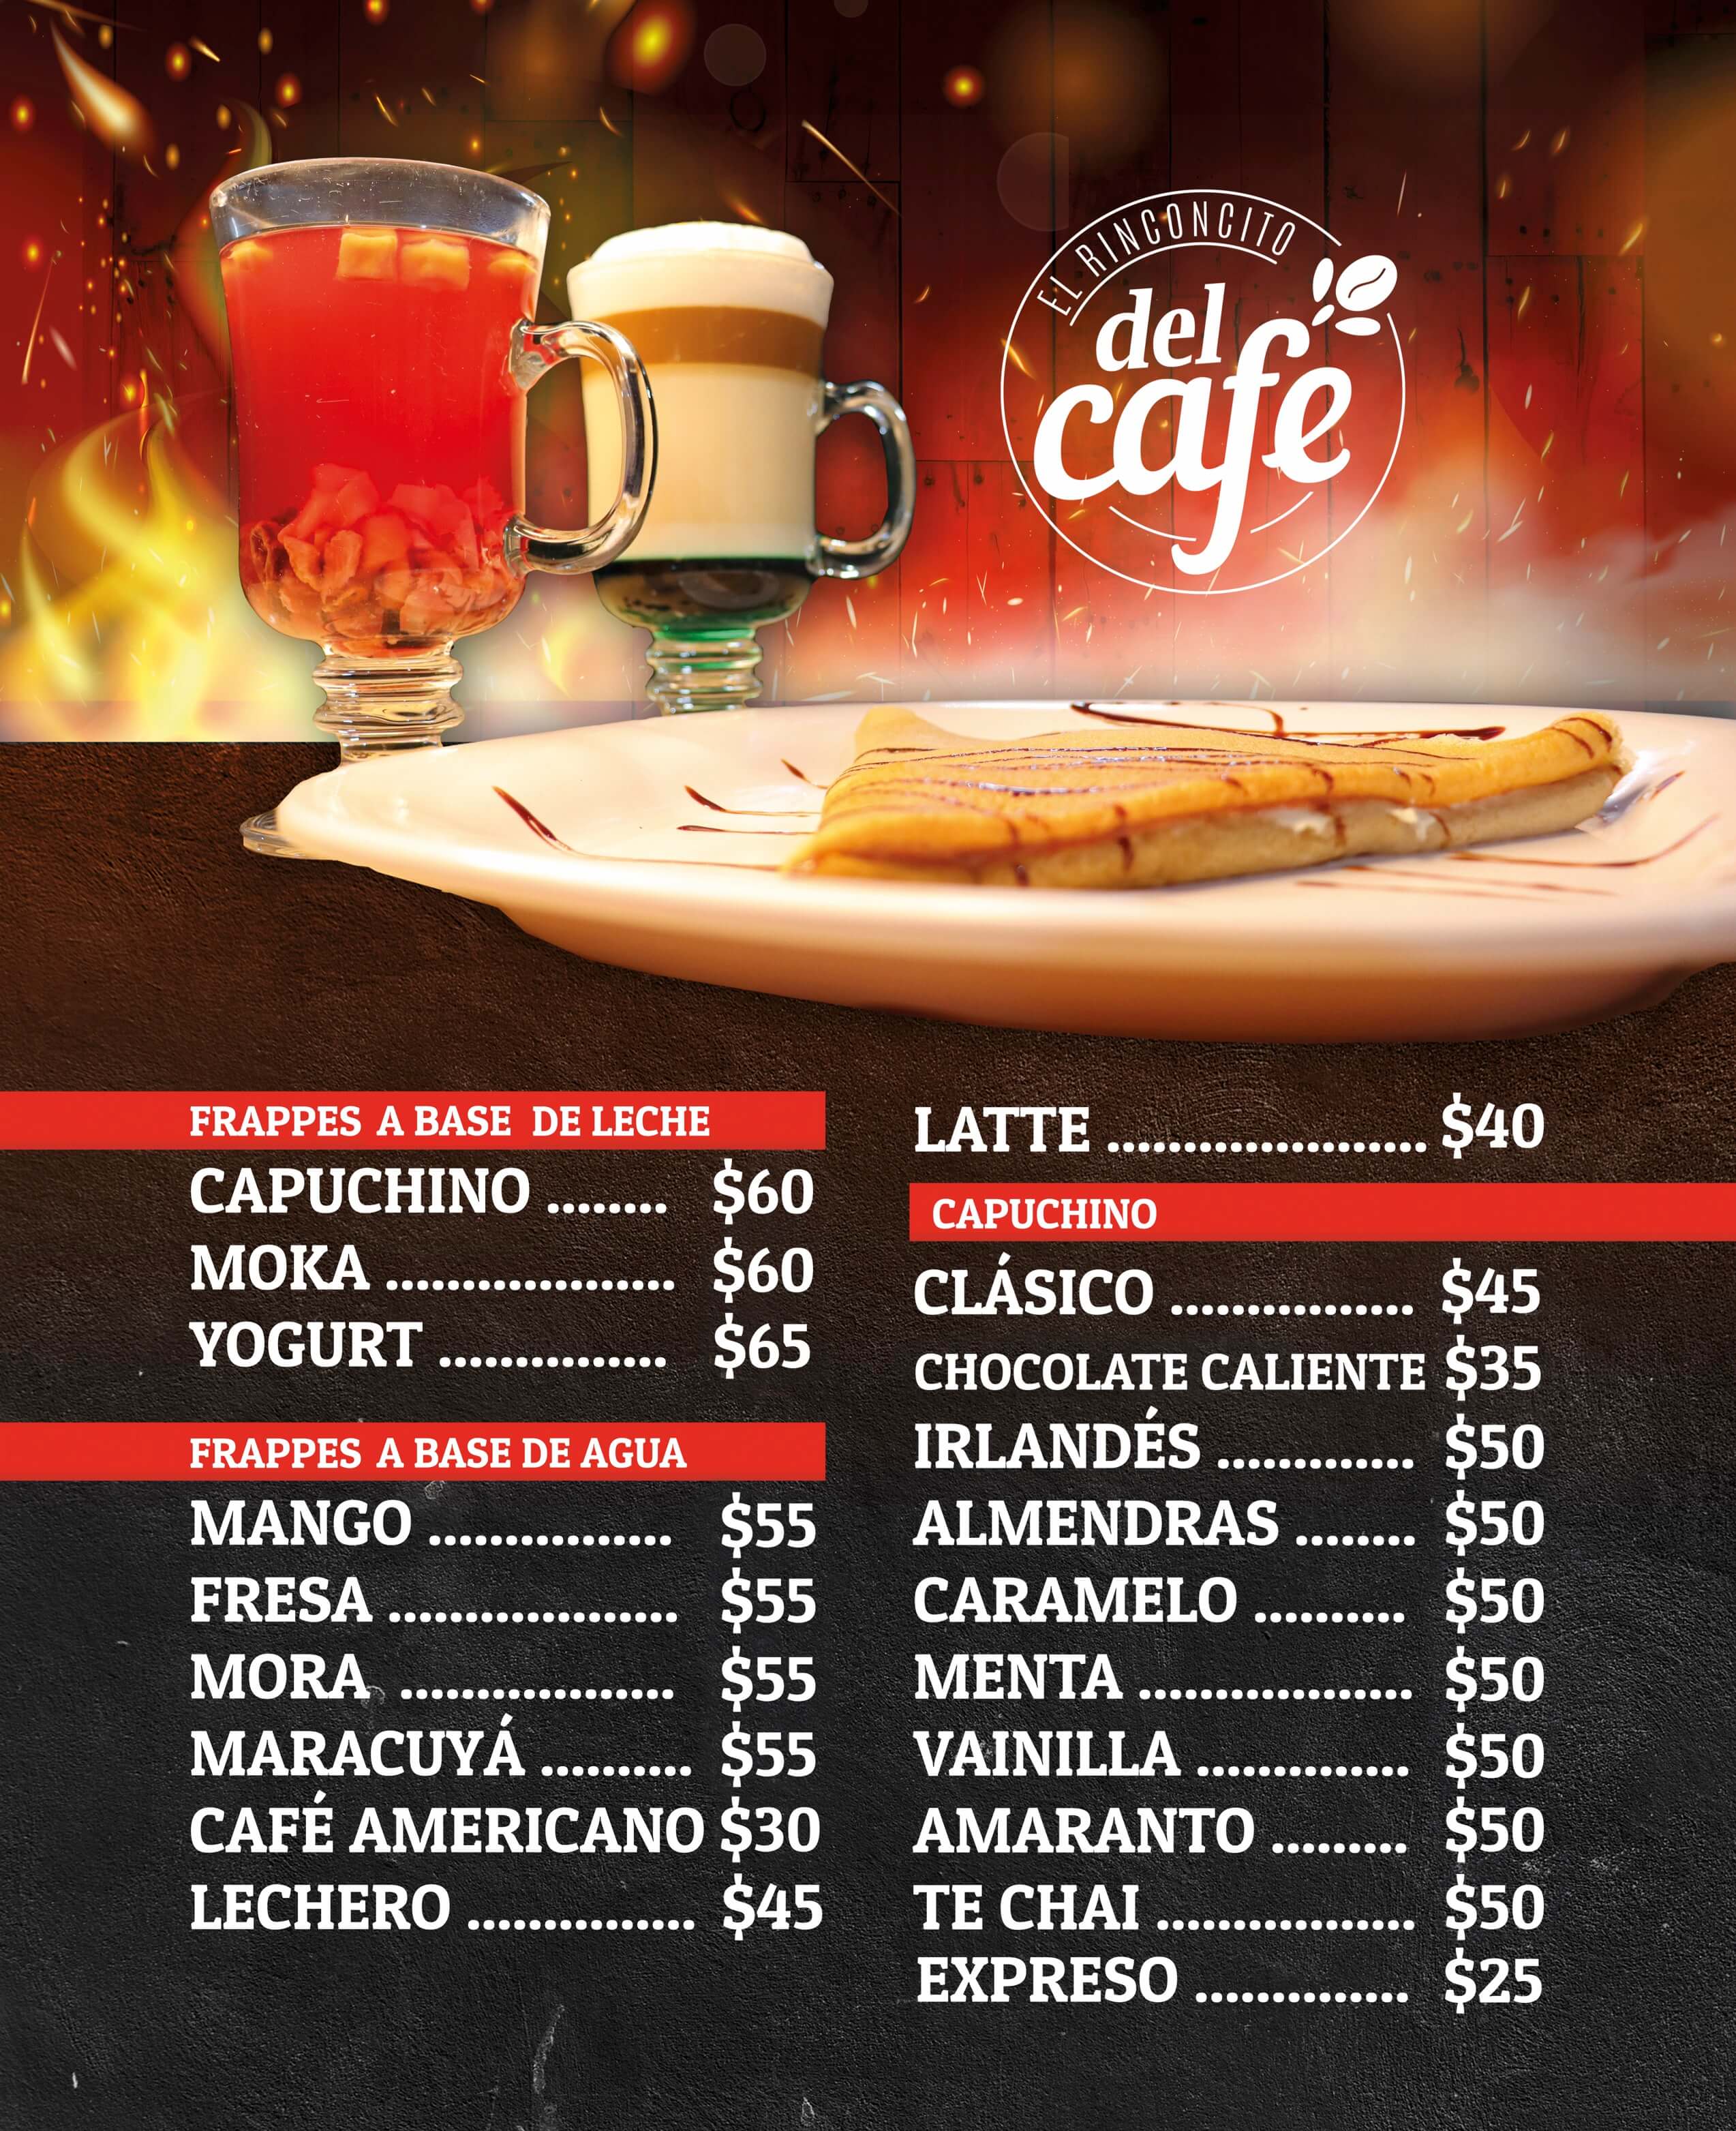 EL RINCONCITO
del
café
FRAPPES A BASE DE LECHE
CAPUCHINO ........ $60
MOKA ................... $60
YOGURT ............... $65
FRAPPES A BASE DE AGUA
MANGO ................ $55
FRESA ................... $55
MORA .................. $55
MARACUYÁ .......... $55
CAFÉ AMERICANO $30
LECHERO ............... $45
LATTE ..................... $40
CAPUCHINO
CLÁSICO ................ $45
CHOCOLATE CALIENTE $35
IRLANDÉS ............. $50
ALMENDRAS ........ $50
CARAMELO .......... $50
MENTA .................. $50
VAINILLA .............. $50
AMARANTO ......... $50
TE CHAI ................. $50
EXPRESO .............. $25